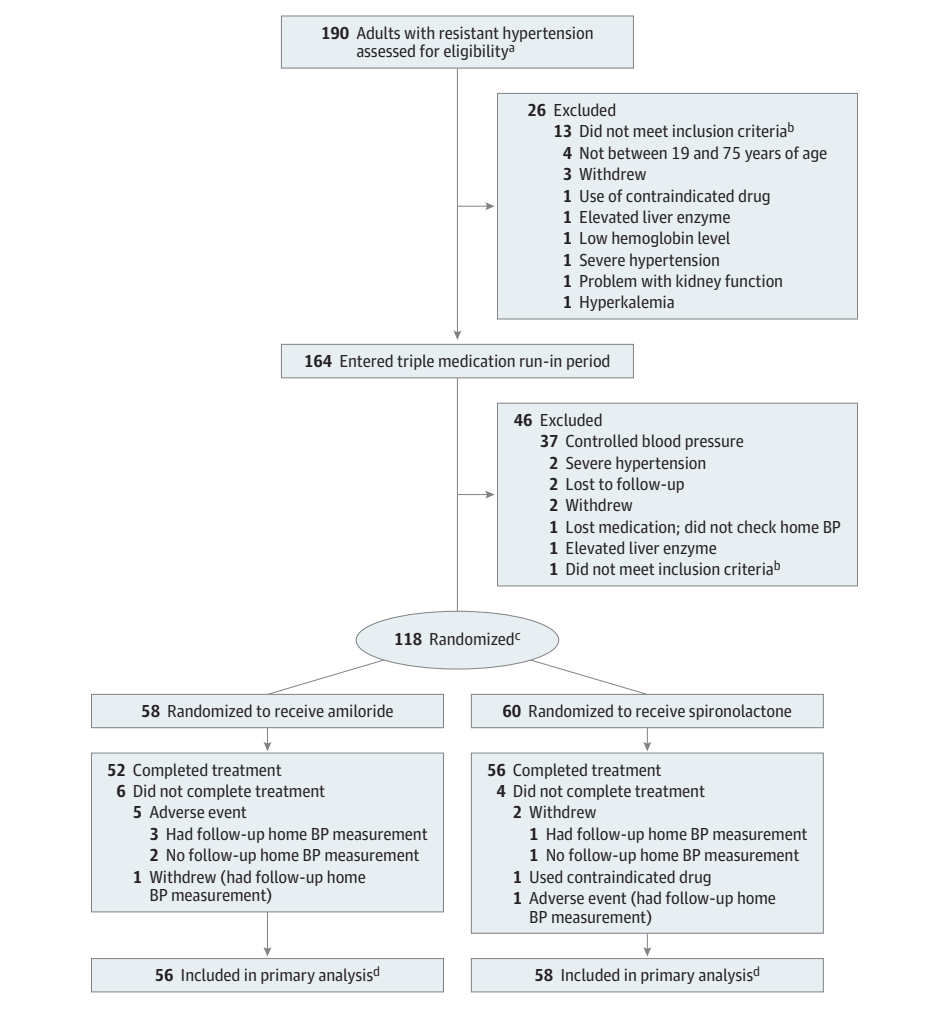 190 Adults with resistant hypertension
assessed for eligibilityᵃ
26 Excluded
13 Did not meet inclusion criteriaᵇ
4 Not between 19 and 75 years of age
3 Withdrew
1 Use of contraindicated drug
1 Elevated liver enzyme
1 Low hemoglobin level
1 Severe hypertension
1 Problem with kidney function
1 Hyperkalemia
164 Entered triple medication run-in period
46 Excluded
37 Controlled blood pressure
2 Severe hypertension
2 Lost to follow-up
2 Withdrew
1 Lost medication; did not check home BP
1 Elevated liver enzyme
1 Did not meet inclusion criteriaᵇ
118 Randomizedᶜ
58 Randomized to receive amiloride
52 Completed treatment
6 Did not complete treatment
5 Adverse event
3 Had follow-up home BP measurement
2 No follow-up home BP measurement
1 Withdrew (had follow-up home
BP measurement)
56 Included in primary analysisᵈ
60 Randomized to receive spironolactone
56 Completed treatment
4 Did not complete treatment
2 Withdrew
1 Had follow-up home BP measurement
1 No follow-up home BP measurement
1 Used contraindicated drug
1 Adverse event (had follow-up home
BP measurement)
58 Included in primary analysisᵈ